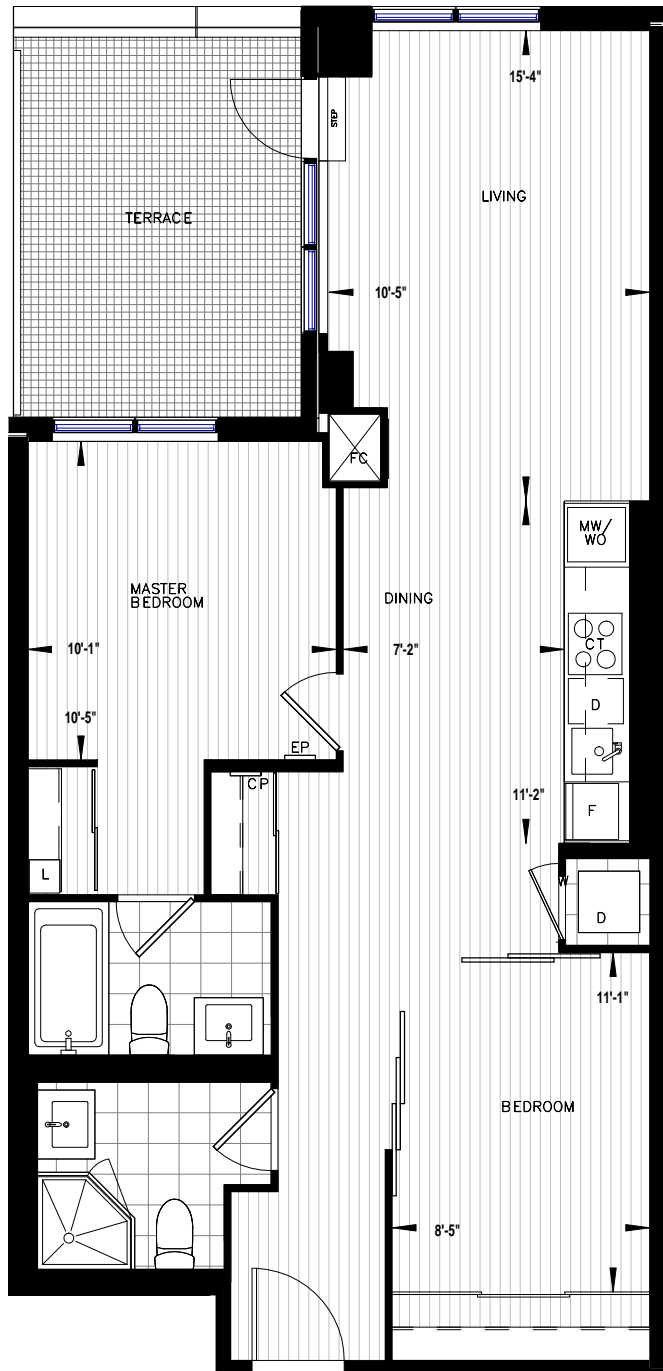 15'-4"
STEP
LIVING
TERRACE
10'-5"
FC
MW/
WO
MASTER
BEDROOM
DINING
CT
10'-1"
7'-2"
D
10'-5"
EP
CP
11'-2"
F
L
W
D
11'-1"
BEDROOM
8'-5"